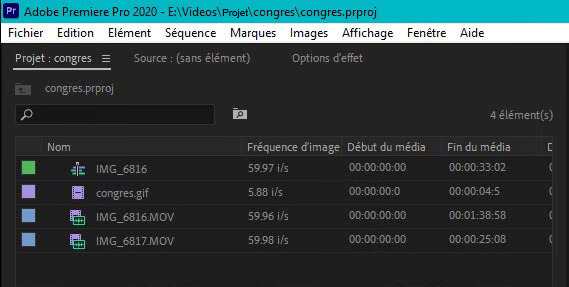 Pr Adobe Premiere Pro 2020 - E:\Videos\Projet\congres\congres.prproj
Fichier Edition Elément Séquence Marques Images Affichage Fenêtre Aide
Projet : congres Source : (sans élément) Options d'effet
congres.prproj
4 élément(s)
Nom Fréquence d'image Début du média Fin du média D
IMG_6816 59.97 i/s 00:00:00:00 00:00:33:02
congres.gif 5.88 i/s 00:00:00:0 00:00:04:5
IMG_6816.MOV 59.96 i/s 00:00:00:00 00:01:38:58
IMG_6817.MOV 59.98 i/s 00:00:00:00 00:00:25:08